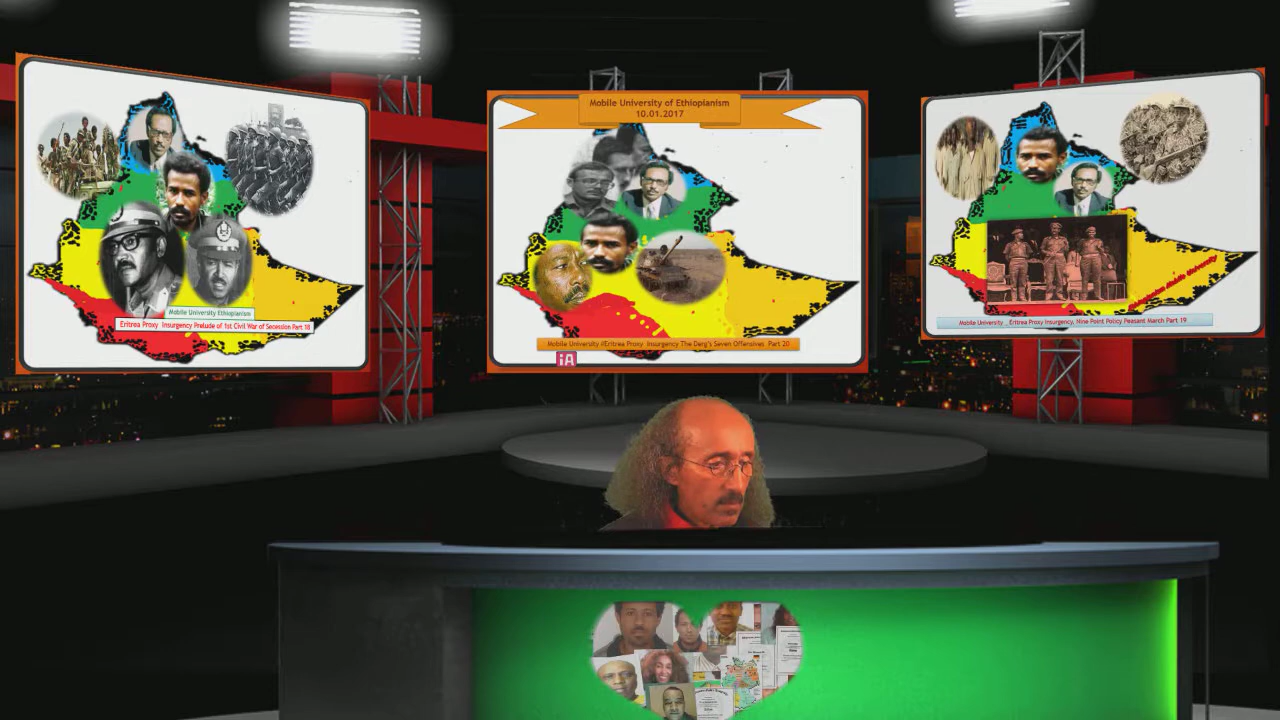 Mobile University Ethiopianism
Eritrea Proxy Insurgency Prelude of 1st Civil War of Secession Part 18
Mobile University of Ethiopianism
10.01.2017
Mobile University #Eritrea Proxy Insurgency The Derg's Seven Offensives Part 20
iA
Mobile University
Mobile University Eritrea Proxy Insurgency, Nine Point Policy Peasant March Part 19